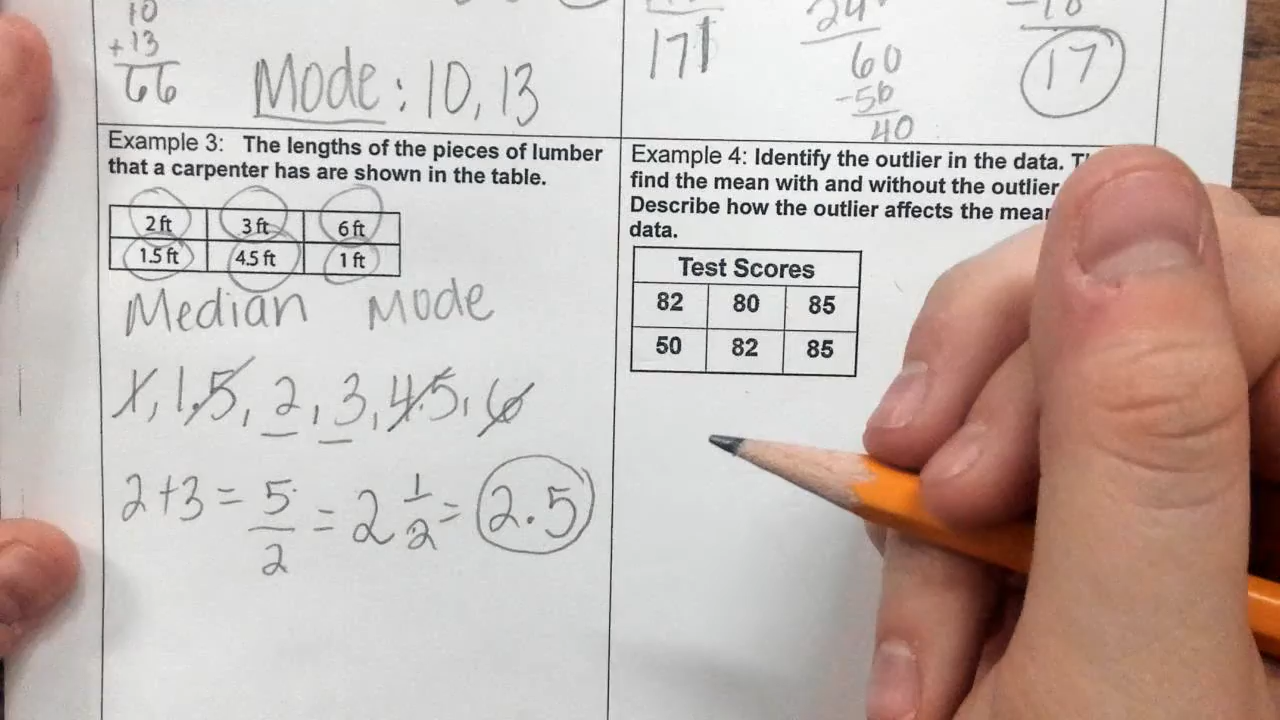 10
+13
66
Mode: 10, 13
171
24
60
-56
40
17
Example 3: The lengths of the pieces of lumber
that a carpenter has are shown in the table.
2 ft 3 ft 6 ft
1.5 ft 4.5 ft 1 ft
Median Mode
1, 1.5, 2, 3, 4.5, 6
2+3 = 5/2 = 2 1/2 = 2.5
Example 4: Identify the outlier in the data.
find the mean with and without the outlier
Describe how the outlier affects the
data.
Test Scores
82 80 85
50 82 85